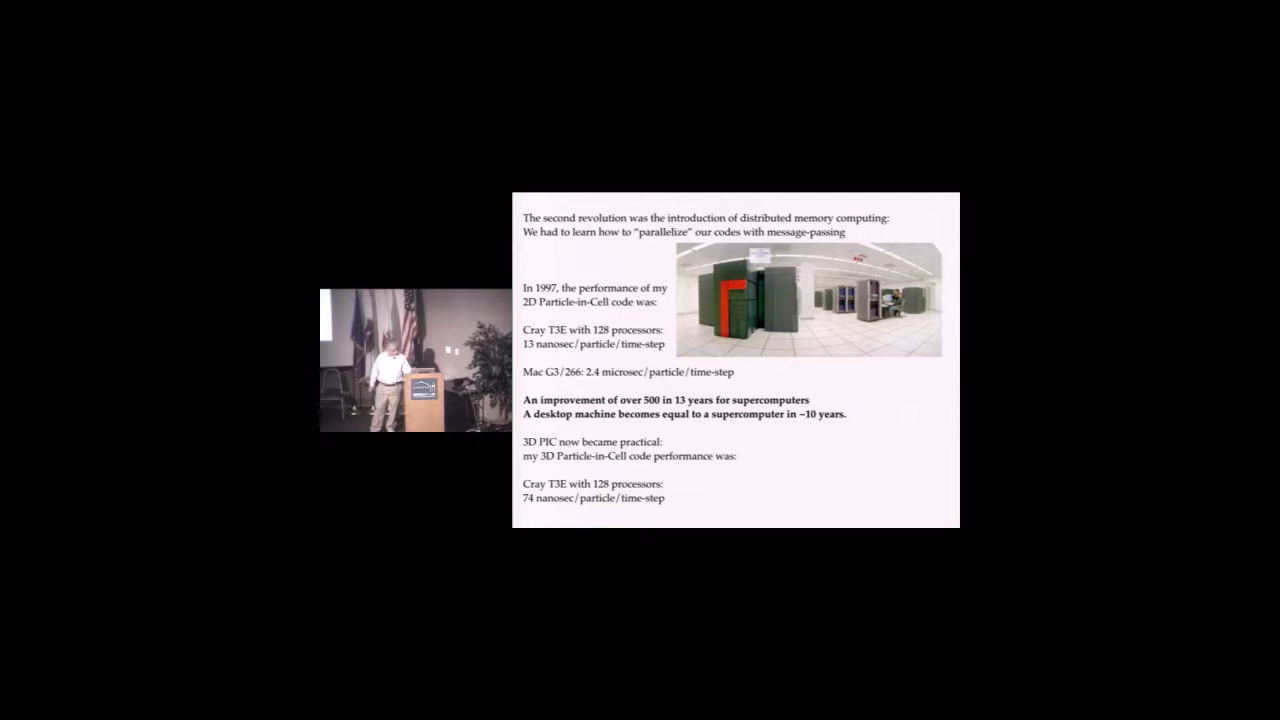 The second revolution was the introduction of distributed memory computing:
We had to learn how to “parallelize” our codes with message-passing
In 1997, the performance of my
2D Particle-in-Cell code was:
Cray T3E with 128 processors:
13 nanosec/particle/time-step
Mac G3/266: 2.4 microsec/particle/time-step
An improvement of over 500 in 13 years for supercomputers
A desktop machine becomes equal to a supercomputer in ~10 years.
3D PIC now became practical:
my 3D Particle-in-Cell code performance was:
Cray T3E with 128 processors:
74 nanosec/particle/time-step